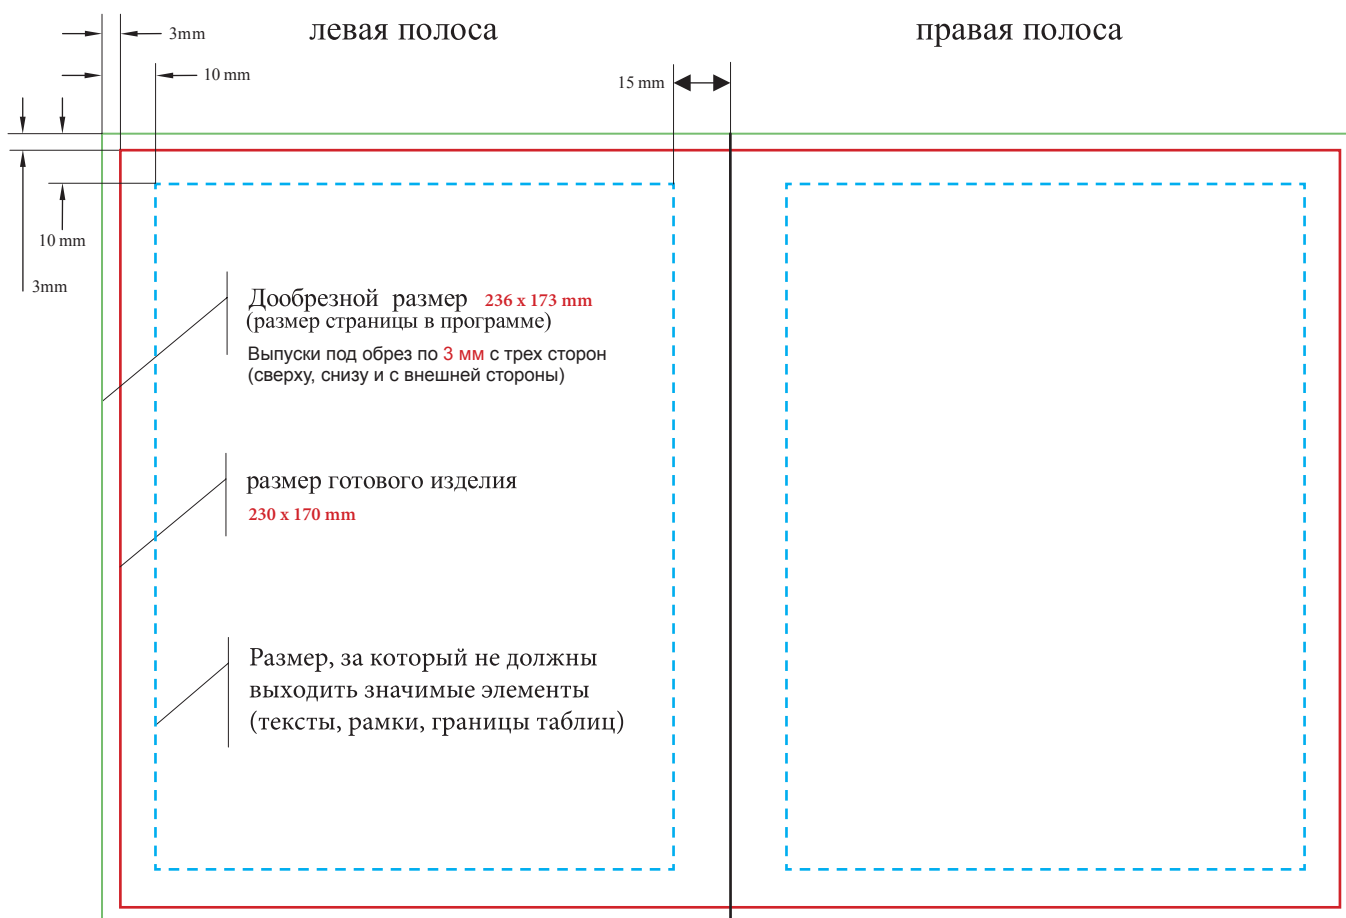 левая полоса
правая полоса
3mm
10 mm
15 mm
10 mm
3mm
Дообрезной размер 236 x 173 mm
(размер страницы в программе)
Выпуски под обрез по 3 мм с трех сторон
(сверху, снизу и с внешней стороны)
размер готового изделия
230 x 170 mm
Размер, за который не должны
выходить значимые элементы
(тексты, рамки, границы таблиц)